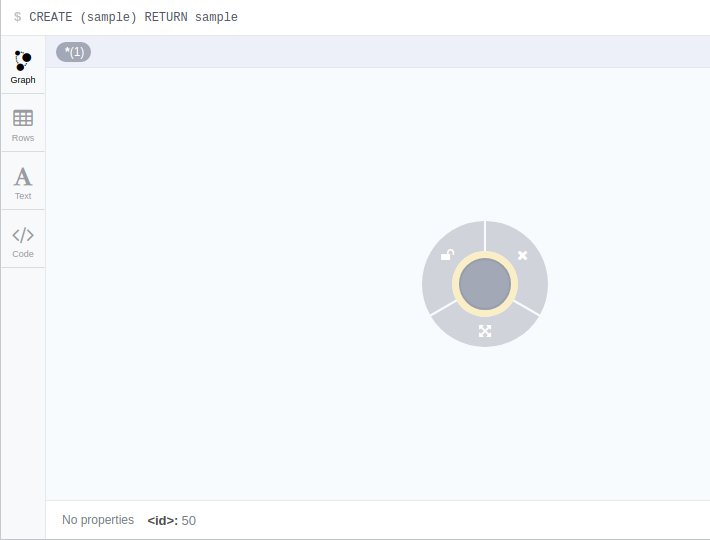 $ CREATE (sample) RETURN sample
*(1)
Graph
Rows
A
Text
</>
Code
No properties <id>: 50